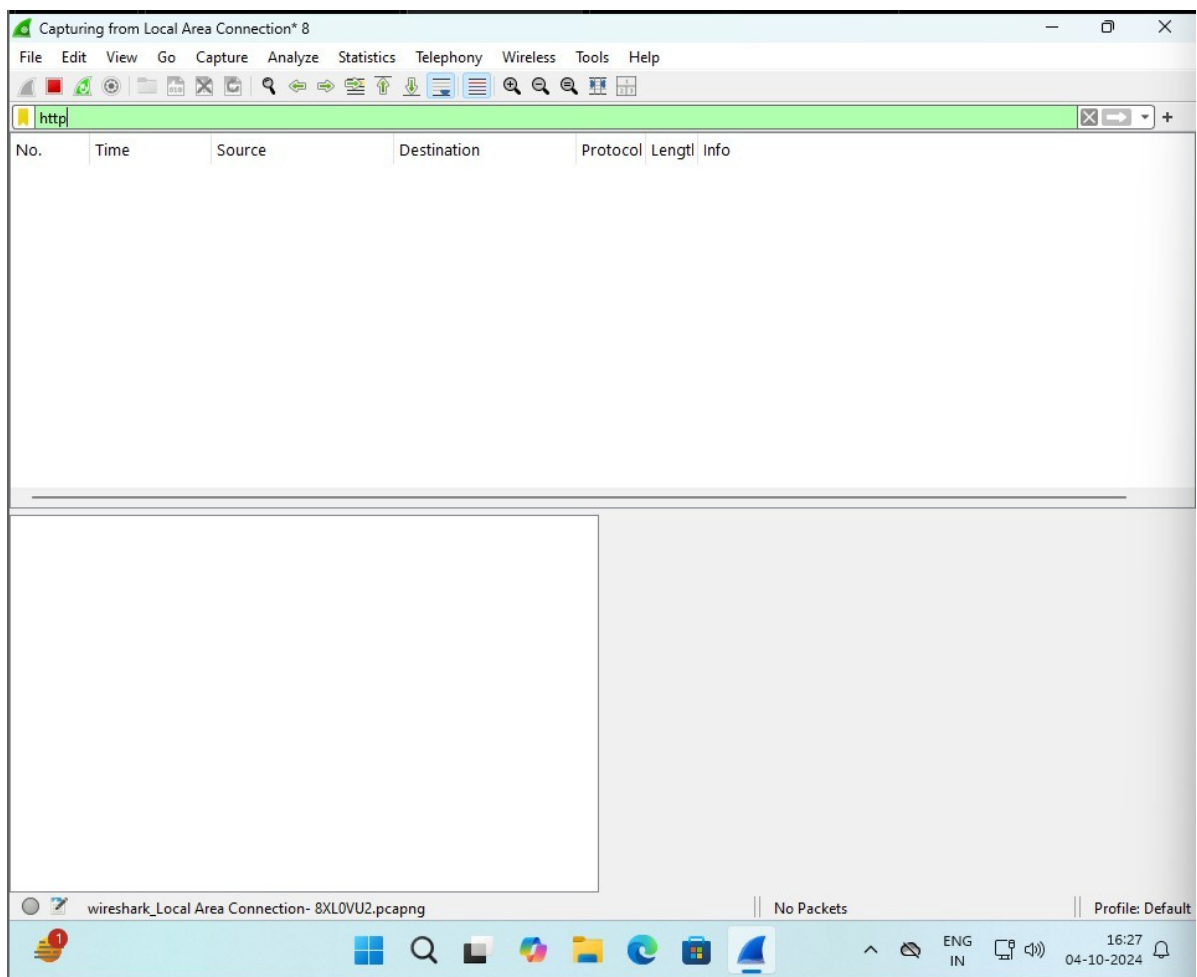 Capturing from Local Area Connection* 8
File Edit View Go Capture Analyze Statistics Telephony Wireless Tools Help
http
No. Time Source Destination Protocol Lengtl Info
wireshark_Local Area Connection- 8XL0VU2.pcapng No Packets Profile: Default
1
ENG 16:27
IN 04-10-2024